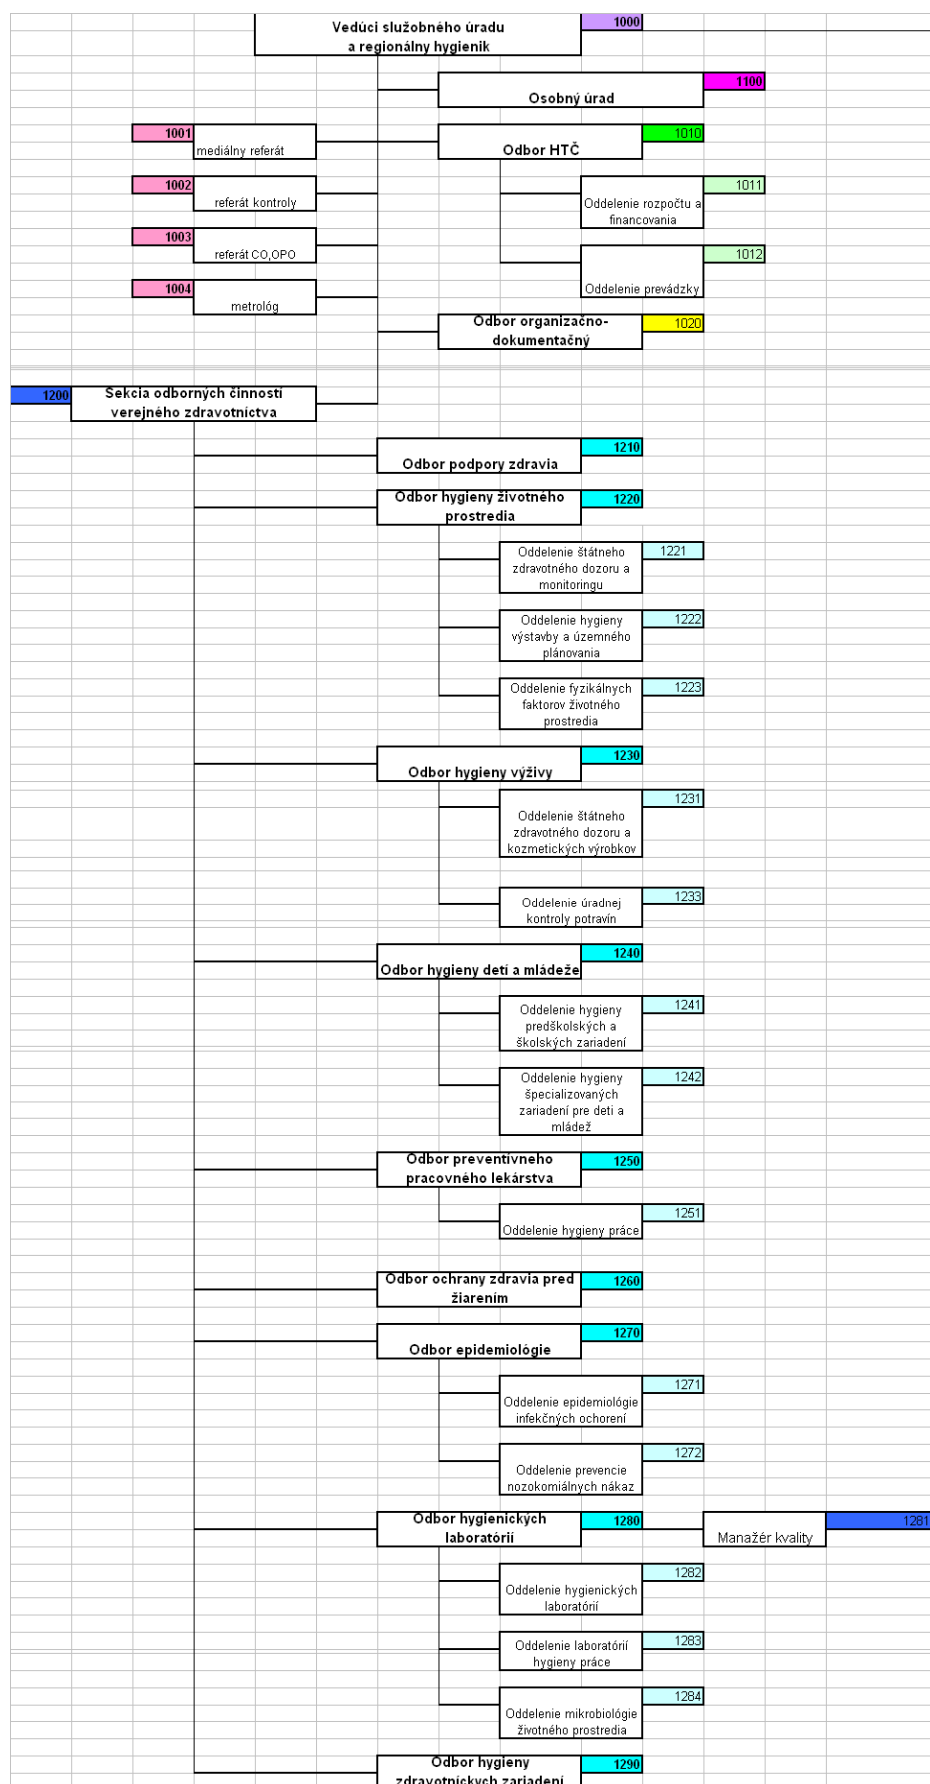 Vedúci služobného úradu
a regionálny hygienik
1000
1100
Osobný úrad
1001
mediálny referát
1010
Odbor HTČ
1002
referát kontroly
1011
Oddelenie rozpočtu a
financovania
1003
referát CO,OPO
1012
Oddelenie prevádzky
1004
metrológ
Odbor organizačno-
dokumentačný
1020
1200
Sekcia odborných činností
verejného zdravotníctva
1210
Odbor podpory zdravia
Odbor hygieny životného
prostredia
1220
Oddelenie štátneho
zdravotného dozoru a
monitoringu
1221
Oddelenie hygieny
výstavby a územného
plánovania
1222
Oddelenie fyzikálnych
faktorov životného
prostredia
1223
1230
Odbor hygieny výživy
1231
Oddelenie štátneho
zdravotného dozoru a
kozmetických výrobkov
1233
Oddelenie úradnej
kontroly potravín
1240
Odbor hygieny detí a mládeže
1241
Oddelenie hygieny
predškolských a
školských zariadení
1242
Oddelenie hygieny
špecializovaných
zariadení pre deti a
mládež
Odbor preventívneho
pracovného lekárstva
1250
1251
Oddelenie hygieny práce
Odbor ochrany zdravia pred
žiarením
1260
1270
Odbor epidemiológie
1271
Oddelenie epidemiológie
infekčných ochorení
1272
Oddelenie prevencie
nozokomiálnych nákaz
Odbor hygienických
laboratórií
1280
Manažér kvality
1281
1282
Oddelenie hygienických
laboratórií
1283
Oddelenie laboratórií
hygieny práce
1284
Oddelenie mikrobiológie
životného prostredia
Odbor hygieny
zdravotníckych zariadení
1290